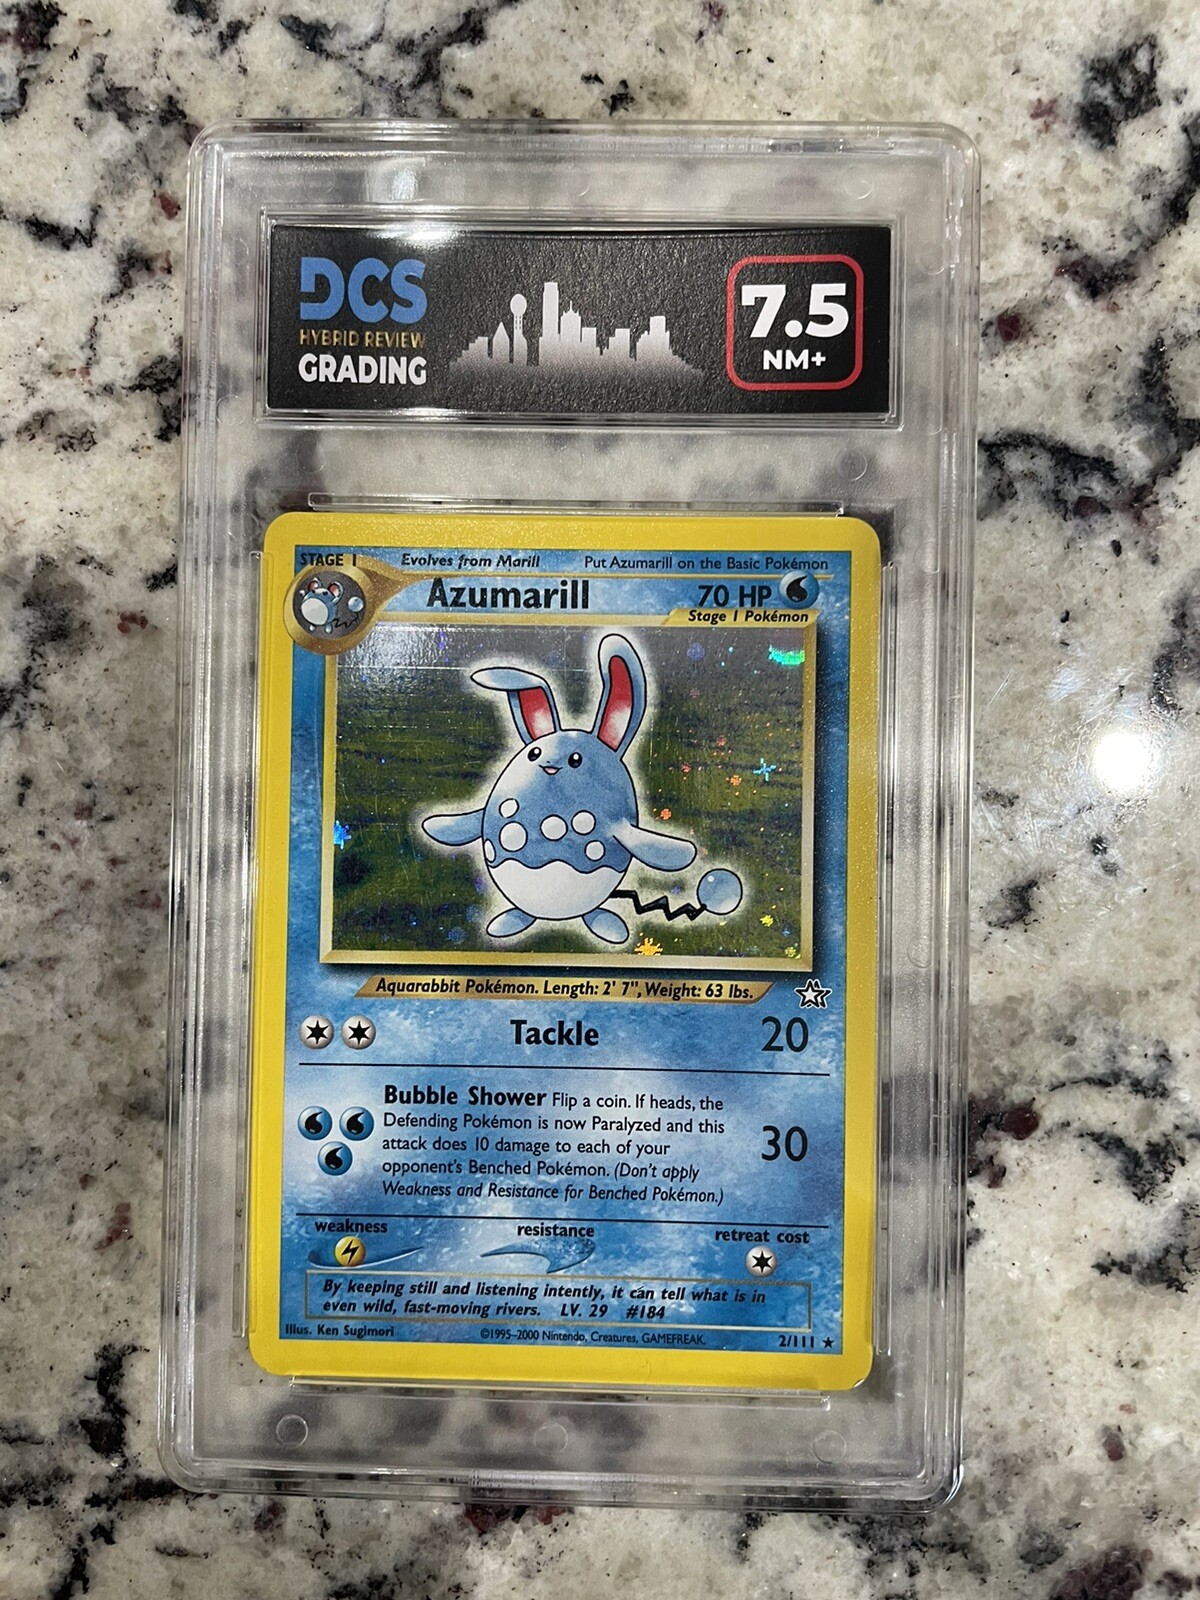 DCS
HYBRID REVIEW
GRADING
7.5
NM+
STAGE 1
Evolves from Marill
Put Azumarill on the Basic Pokémon
Azumarill
70 HP
Stage 1 Pokémon
Aquarabbit Pokémon. Length: 2' 7", Weight: 63 lbs.
Tackle
20
Bubble Shower Flip a coin. If heads, the
Defending Pokémon is now Paralyzed and this
attack does 10 damage to each of your
opponent's Benched Pokémon. (Don't apply
Weakness and Resistance for Benched Pokémon.)
30
weakness
resistance
retreat cost
By keeping still and listening intently, it can tell what is in
even wild, fast-moving rivers. LV. 29 #184
Illus. Ken Sugimori
©1995-2000 Nintendo, Creatures, GAMEFREAK.
2/111 ★